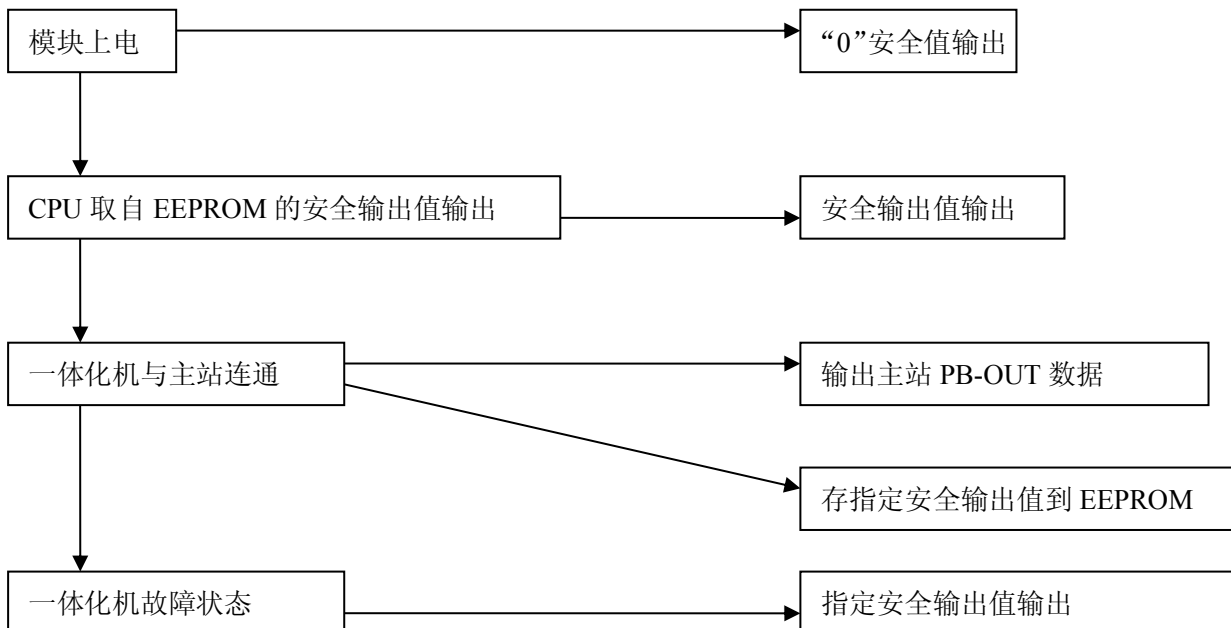 模块上电
“0”安全值输出
CPU 取自 EEPROM 的安全输出值输出
安全输出值输出
一体化机与主站连通
输出主站 PB-OUT 数据
存指定安全输出值到 EEPROM
一体化机故障状态
指定安全输出值输出